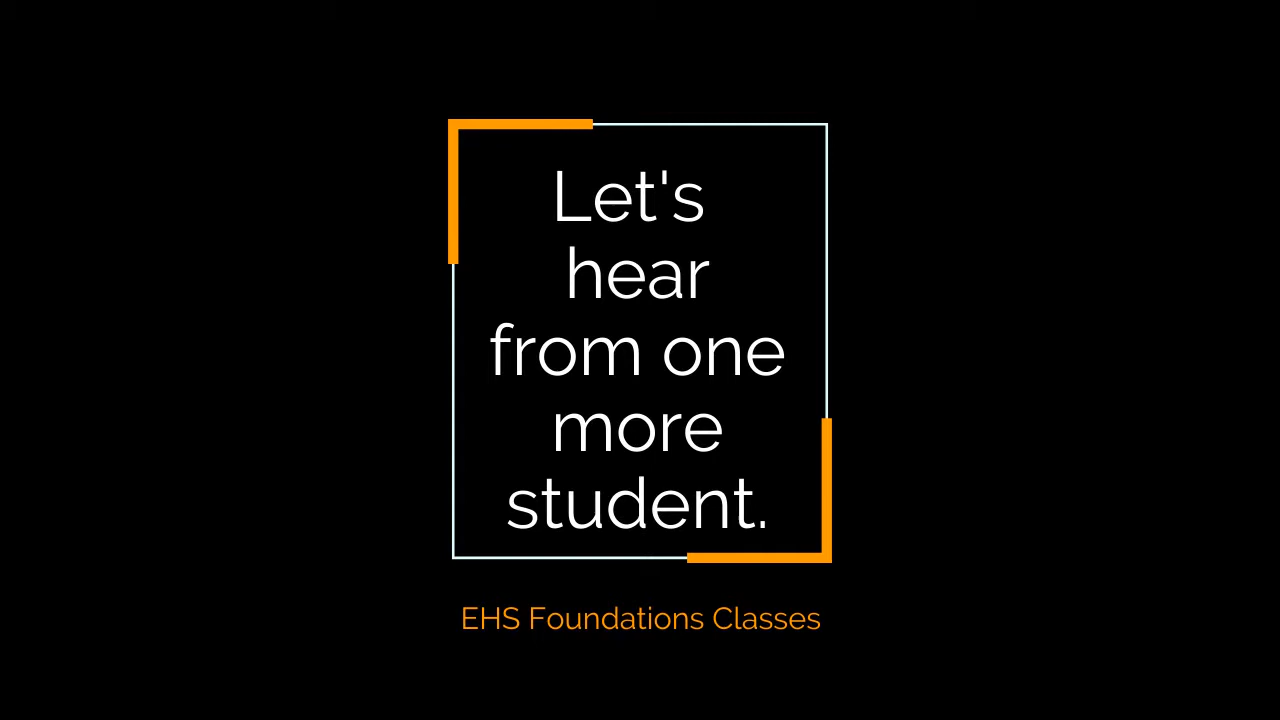 Let's
hear
from one
more
student.
EHS Foundations Classes